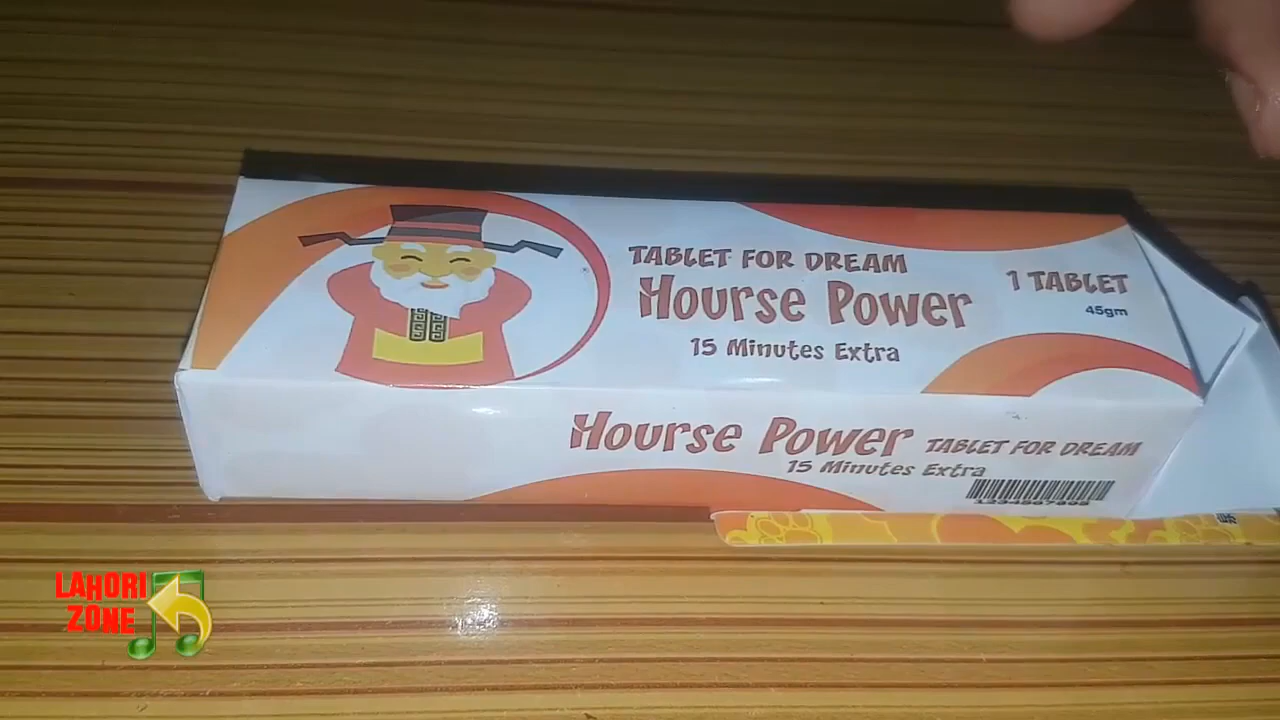 TABLET FOR DREAM
Hourse Power
15 Minutes Extra
1 TABLET
45gm
Hourse Power TABLET FOR DREAM
15 Minutes Extra
LAHORI
ZONE